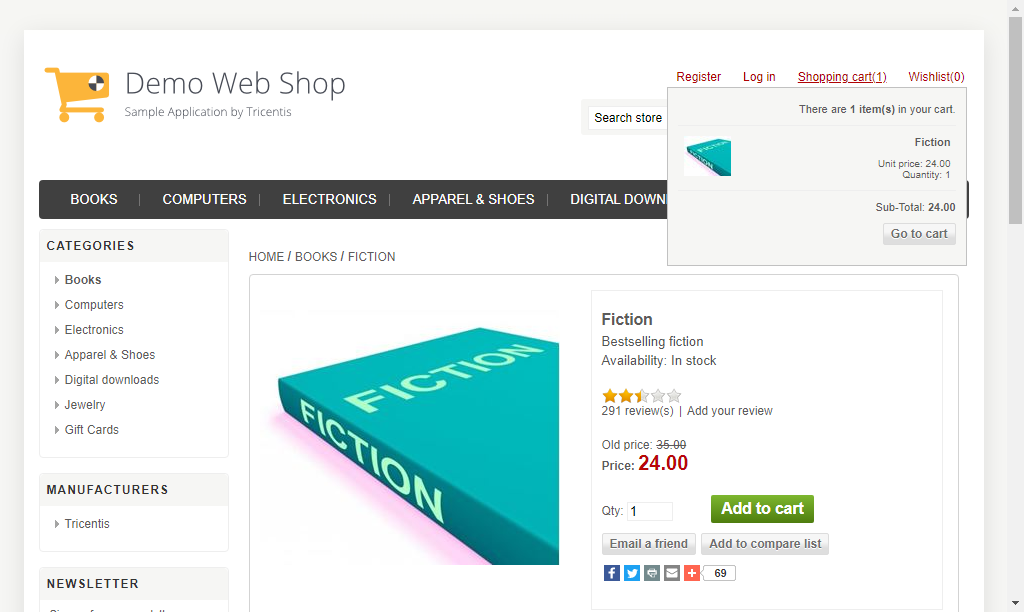 Demo Web Shop
Sample Application by Tricentis
Register Log in Shopping cart(1) Wishlist(0)
Search store
There are 1 item(s) in your cart.
FICTION
FICTION
Fiction
Unit price: 24.00
Quantity: 1
Sub-Total: 24.00
Go to cart
BOOKS COMPUTERS ELECTRONICS APPAREL & SHOES DIGITAL DOWN
CATEGORIES
Books
Computers
Electronics
Apparel & Shoes
Digital downloads
Jewelry
Gift Cards
MANUFACTURERS
Tricentis
NEWSLETTER
HOME / BOOKS / FICTION
FICTION
FICTION
Fiction
Bestselling fiction
Availability: In stock
291 review(s) | Add your review
Old price: 35.00
Price: 24.00
Qty: 1 Add to cart
Email a friend Add to compare list
69